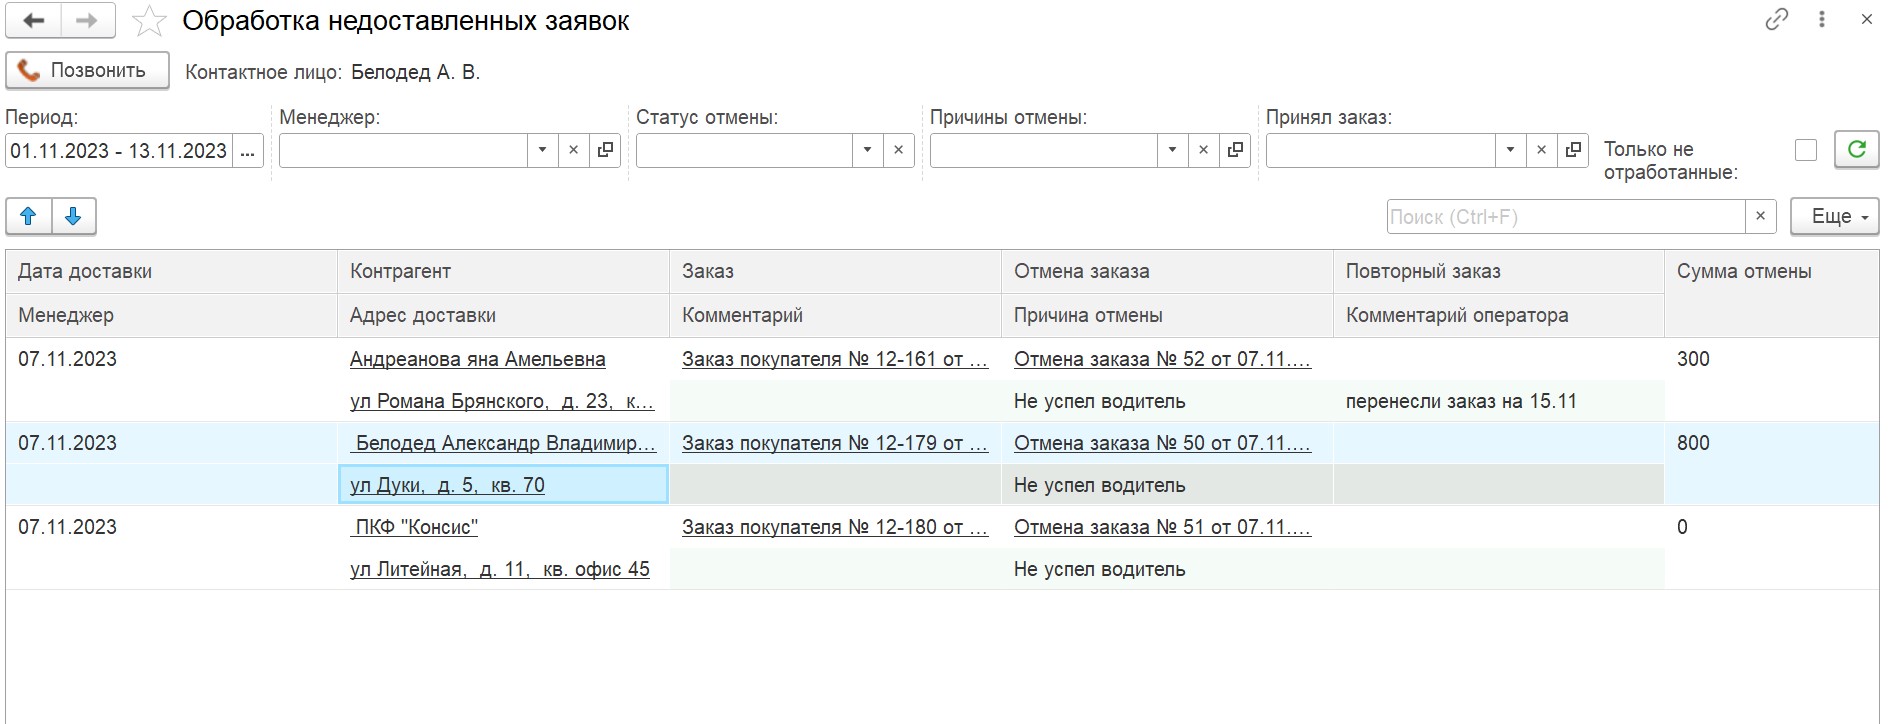 Обработка недоставленных заявок
Позвонить Контактное лицо: Белодед А. В.
Период: Менеджер: Статус отмены: Причины отмены: Принял заказ:
01.11.2023 - 13.11.2023 ... Только не
отработанные:
Поиск (Ctrl+F) Еще
Дата доставки Контрагент Заказ Отмена заказа Повторный заказ Сумма отмены
Менеджер Адрес доставки Комментарий Причина отмены Комментарий оператора
07.11.2023 Андреанова яна Амельевна Заказ покупателя № 12-161 от ... Отмена заказа № 52 от 07.11.... 300
ул Романа Брянского, д. 23, к... Не успел водитель перенесли заказ на 15.11
07.11.2023 Белодед Александр Владимир... Заказ покупателя № 12-179 от ... Отмена заказа № 50 от 07.11.... 800
ул Дуки, д. 5, кв. 70 Не успел водитель
07.11.2023 ПКФ "Консис" Заказ покупателя № 12-180 от ... Отмена заказа № 51 от 07.11.... 0
ул Литейная, д. 11, кв. офис 45 Не успел водитель